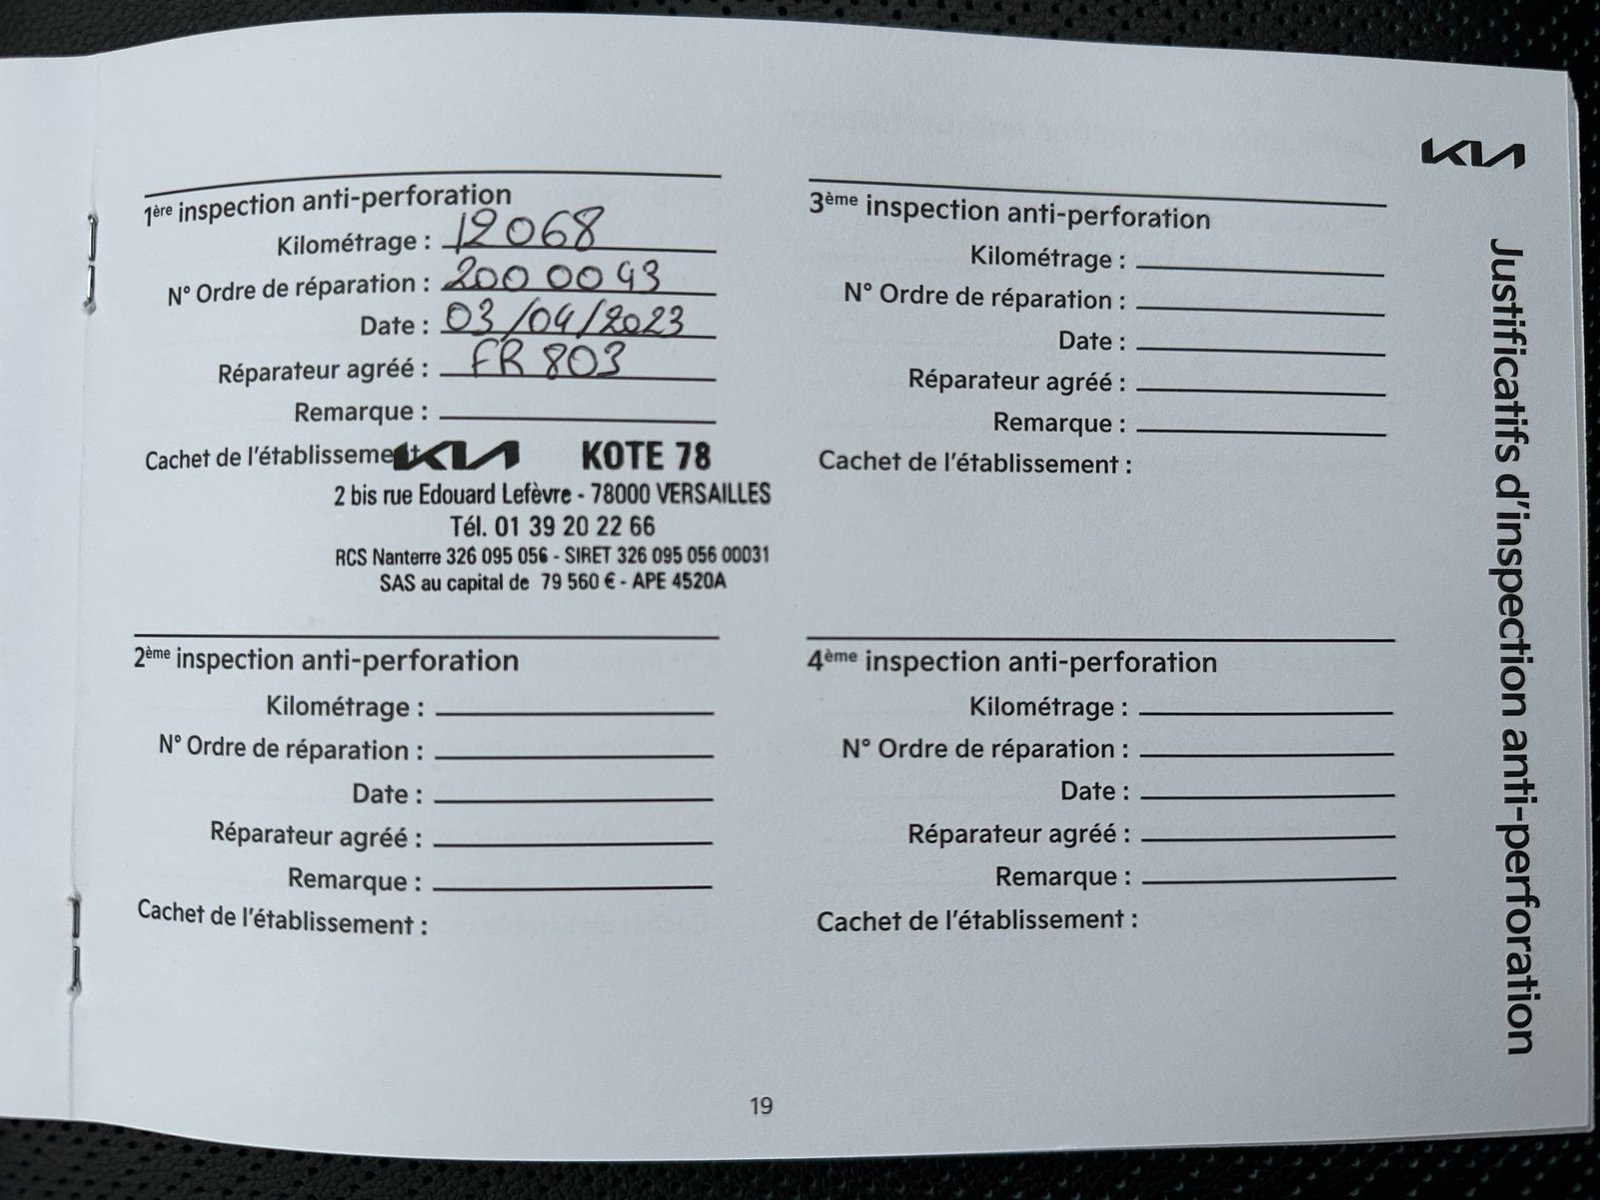 KIA
Justificatifs d'inspection anti-perforation
1ère inspection anti-perforation
Kilométrage : 12068
N° Ordre de réparation : 2000093
Date : 03/04/2023
Réparateur agréé : FR 803
Remarque :
Cachet de l'établissement
KIA KOTE 78
2 bis rue Edouard Lefèvre - 78000 VERSAILLES
Tél. 01 39 20 22 66
RCS Nanterre 326 095 056 - SIRET 326 095 056 00031
SAS au capital de 79 560 € - APE 4520A
2ème inspection anti-perforation
Kilométrage :
N° Ordre de réparation :
Date :
Réparateur agréé :
Remarque :
Cachet de l'établissement :
3ème inspection anti-perforation
Kilométrage :
N° Ordre de réparation :
Date :
Réparateur agréé :
Remarque :
Cachet de l'établissement :
4ème inspection anti-perforation
Kilométrage :
N° Ordre de réparation :
Date :
Réparateur agréé :
Remarque :
Cachet de l'établissement :
19